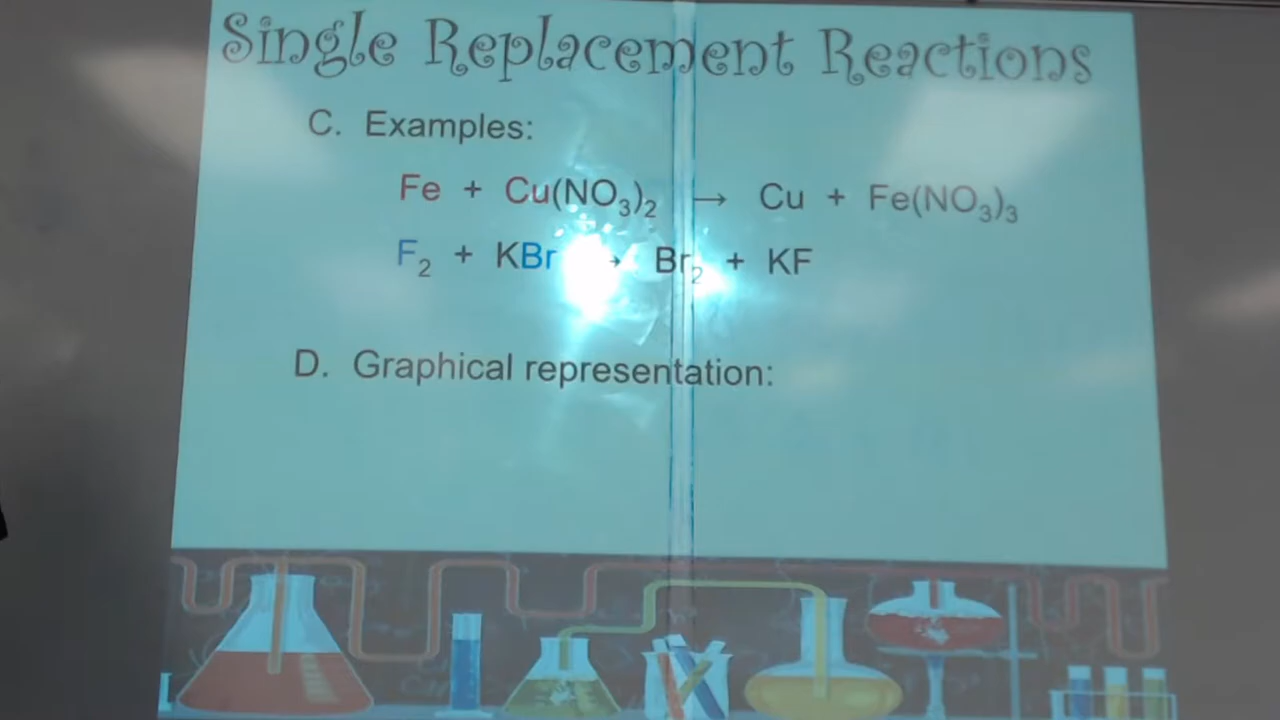 Single Replacement Reactions
C. Examples:
Fe + Cu(NO₃)₂ → Cu + Fe(NO₃)₃
F₂ + KBr → Br₂ + KF
D. Graphical representation: